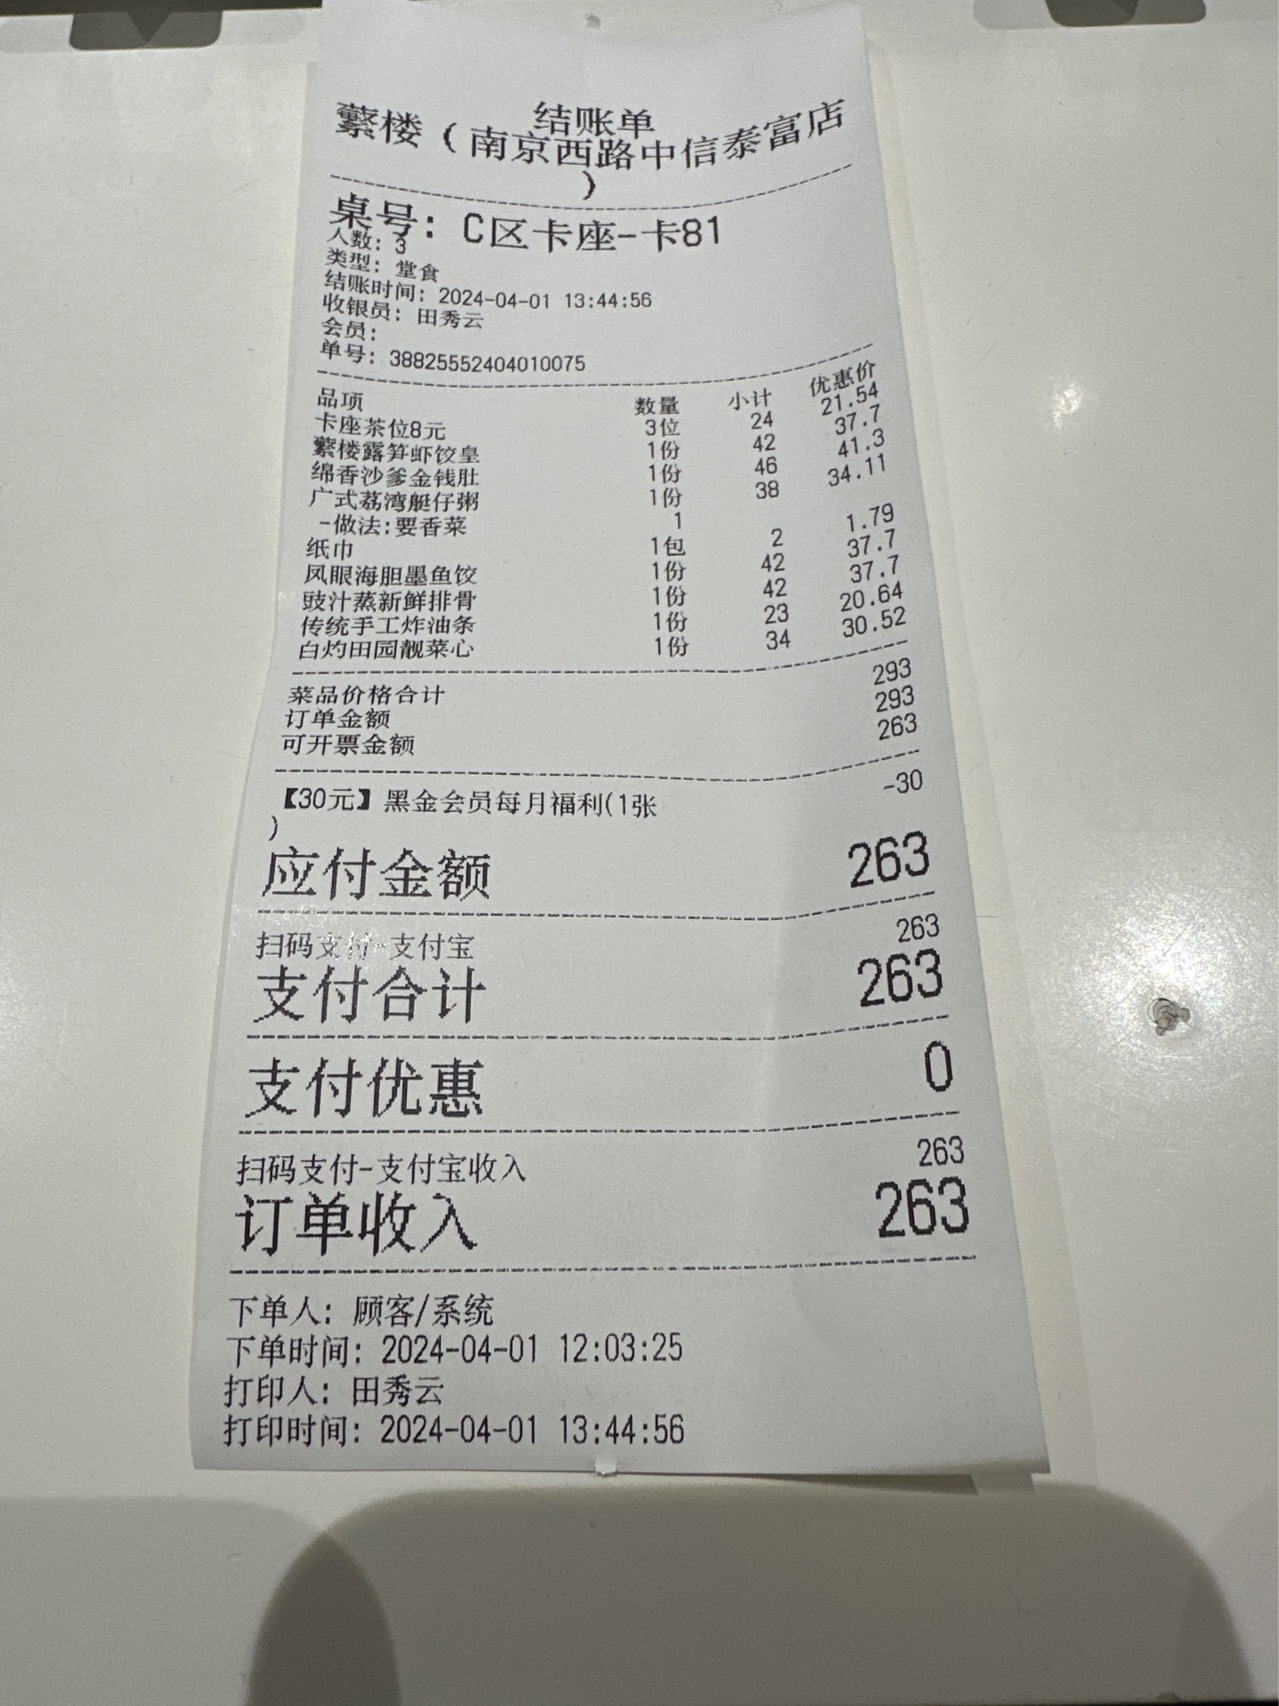 结账单
蘩楼（南京西路中信泰富店
）
桌号：C区卡座-卡81
人数：3
类型：堂食
结账时间：2024-04-01 13:44:56
收银员：田秀云
会员：
单号：38825552404010075
品项 数量 小计 优惠价
卡座茶位8元 3位 24 21.54
蘩楼露笋虾饺皇 1份 42 37.7
绵香沙爹金钱肚 1份 46 41.3
广式荔湾艇仔粥 1份 38 34.11
-做法:要香菜 1
纸巾 1包 2 1.79
凤眼海胆墨鱼饺 1份 42 37.7
豉汁蒸新鲜排骨 1份 42 37.7
传统手工炸油条 1份 23 20.64
白灼田园靓菜心 1份 34 30.52
菜品价格合计 293
订单金额 293
可开票金额 263
【30元】黑金会员每月福利(1张 -30
)
应付金额 263
扫码支付-支付宝 263
支付合计 263
支付优惠 0
扫码支付-支付宝收入 263
订单收入 263
下单人：顾客/系统
下单时间：2024-04-01 12:03:25
打印人：田秀云
打印时间：2024-04-01 13:44:56